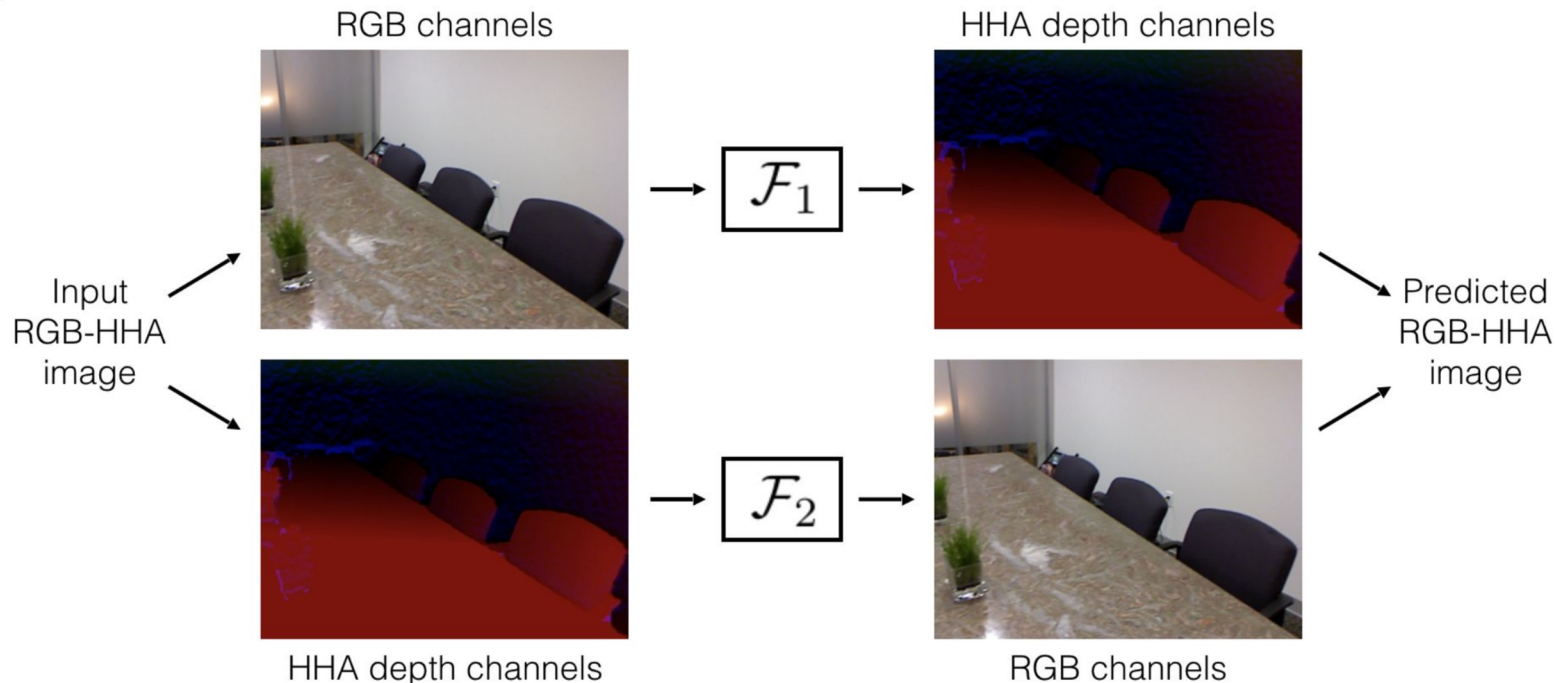 RGB channels
HHA depth channels
Input
RGB-HHA
image
ℱ₁
Predicted
RGB-HHA
image
ℱ₂
HHA depth channels
RGB channels